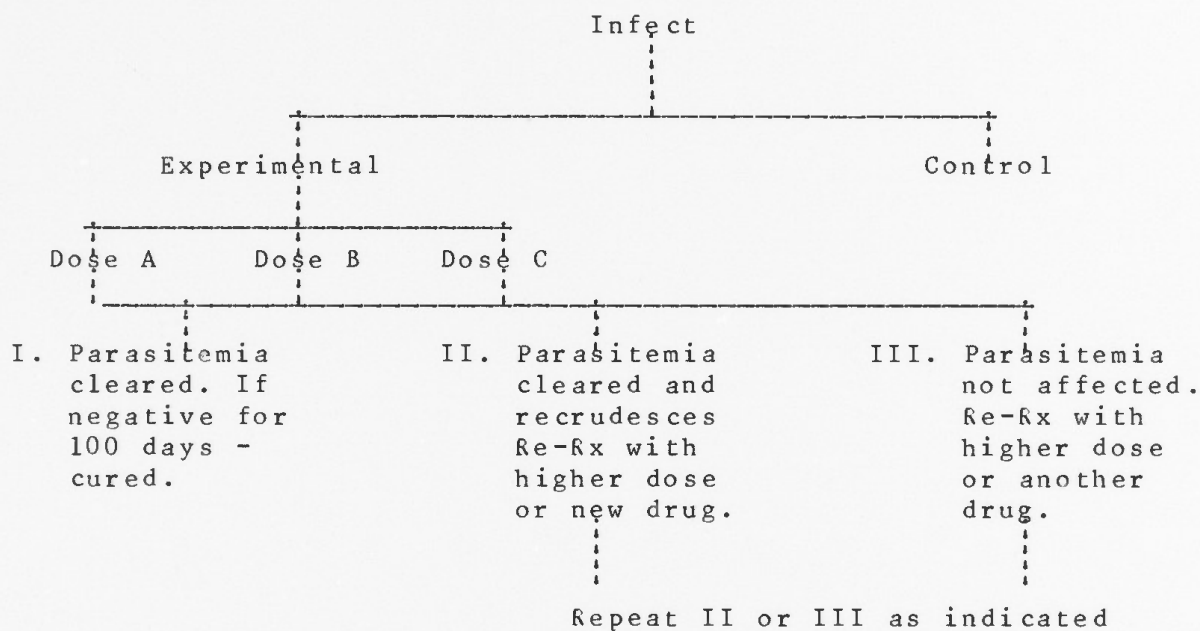 Infect
Experimental Control
Dose A Dose B Dose C
I. Parasitemia
cleared. If
negative for
100 days -
cured.
II. Parasitemia
cleared and
recrudesces
Re-Rx with
higher dose
or new drug.
III. Parasitemia
not affected.
Re-Rx with
higher dose
or another
drug.
Repeat II or III as indicated